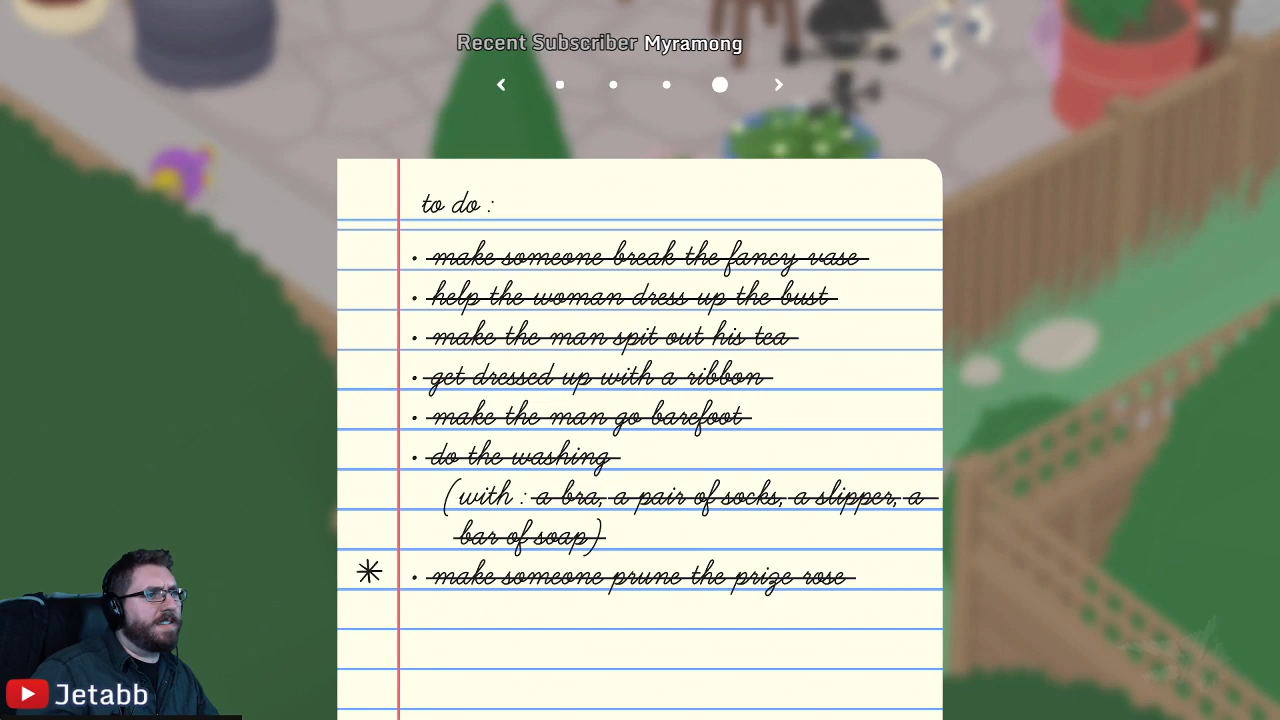 Recent Subscriber Myramong
to do :
• make someone break the fancy vase
• help the woman dress up the bust
• make the man spit out his tea
• get dressed up with a ribbon
• make the man go barefoot
• do the washing
(with : a bra, a pair of socks, a slipper, a
bar of soap)
• make someone prune the prize rose
Jetabb